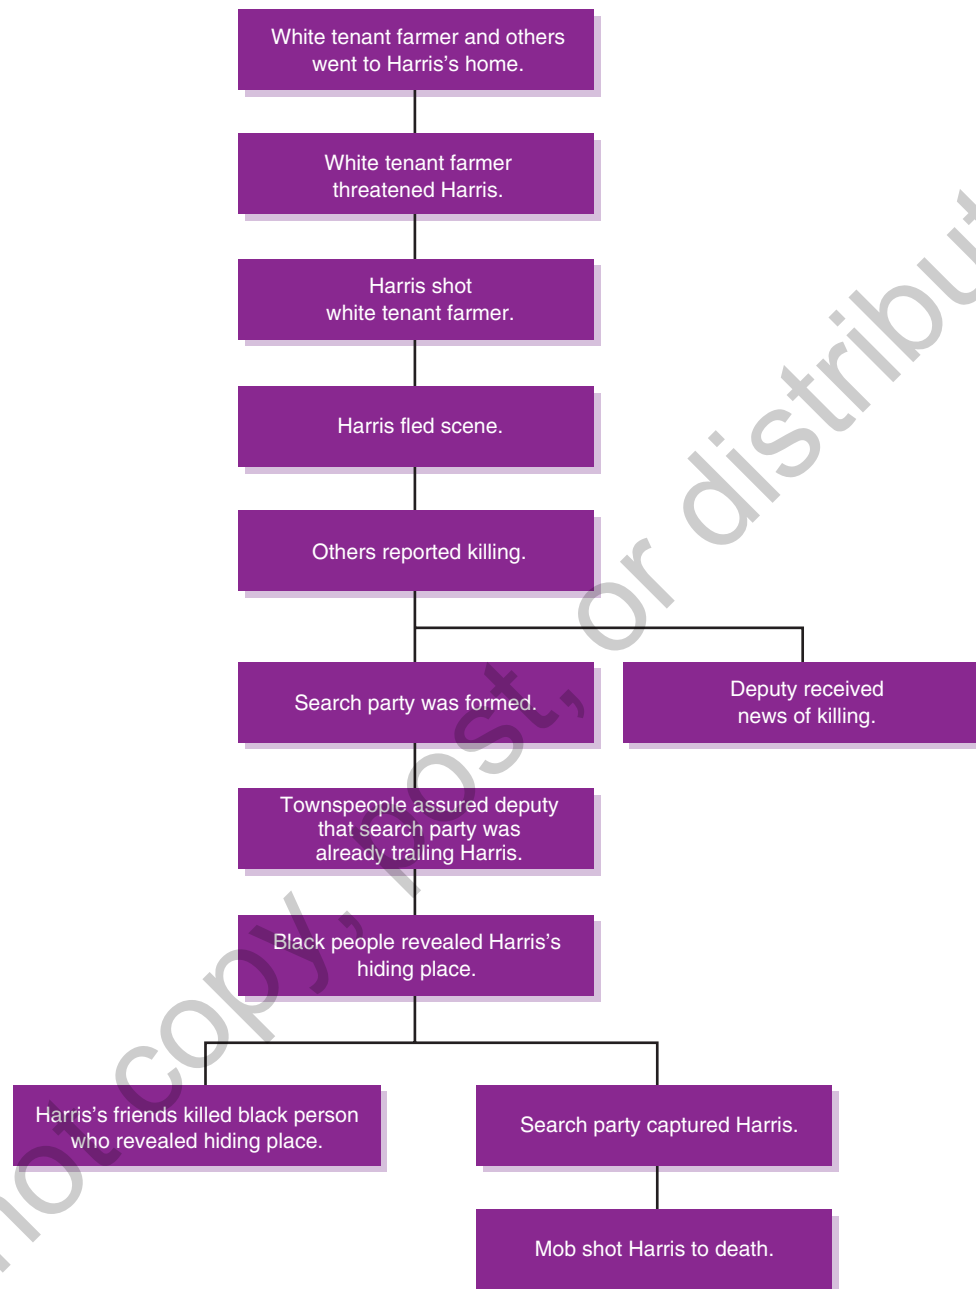 White tenant farmer and others
went to Harris’s home.
White tenant farmer
threatened Harris.
Harris shot
white tenant farmer.
Harris fled scene.
Others reported killing.
Search party was formed.
Deputy received
news of killing.
Townspeople assured deputy
that search party was
already trailing Harris.
Black people revealed Harris’s
hiding place.
Harris’s friends killed black person
who revealed hiding place.
Search party captured Harris.
Mob shot Harris to death.
not copy, post, or distribut